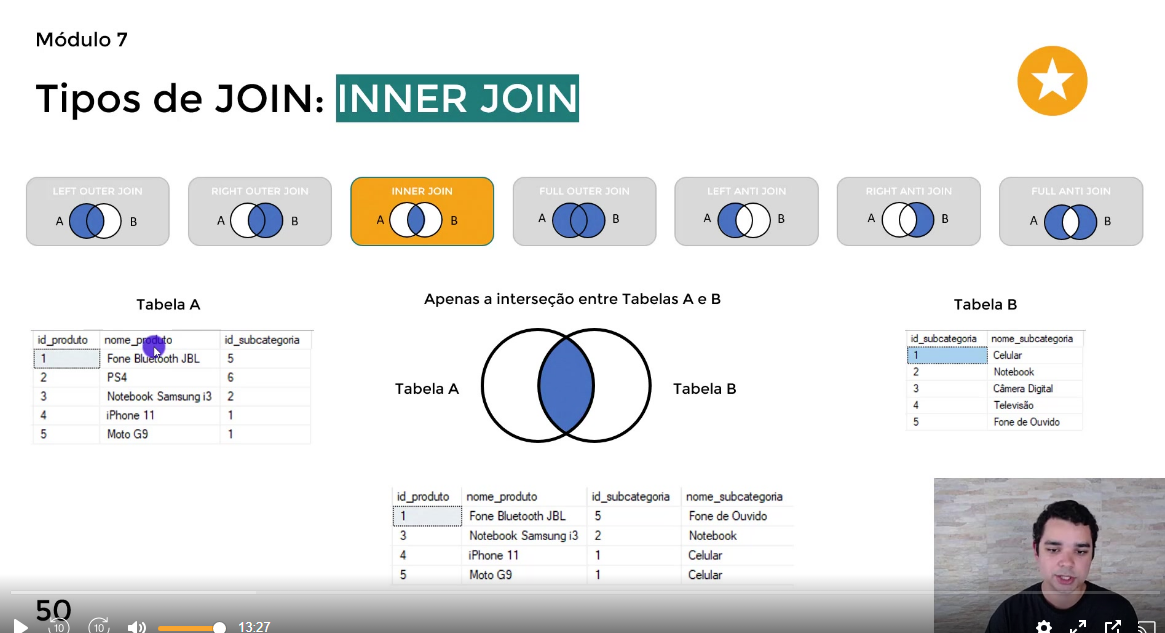 Módulo 7
Tipos de JOIN: INNER JOIN
LEFT OUTER JOIN
A B
RIGHT OUTER JOIN
A B
INNER JOIN
A B
FULL OUTER JOIN
A B
LEFT ANTI JOIN
A B
RIGHT ANTI JOIN
A B
FULL ANTI JOIN
A B
Tabela A
id_produto nome_produto id_subcategoria
1 Fone Bluetooth JBL 5
2 PS4 6
3 Notebook Samsung i3 2
4 iPhone 11 1
5 Moto G9 1
Apenas a interseção entre Tabelas A e B
Tabela A Tabela B
Tabela B
id_subcategoria nome_subcategoria
1 Celular
2 Notebook
3 Câmera Digital
4 Televisão
5 Fone de Ouvido
id_produto nome_produto id_subcategoria nome_subcategoria
1 Fone Bluetooth JBL 5 Fone de Ouvido
3 Notebook Samsung i3 2 Notebook
4 iPhone 11 1 Celular
5 Moto G9 1 Celular
50
10 10 13:27